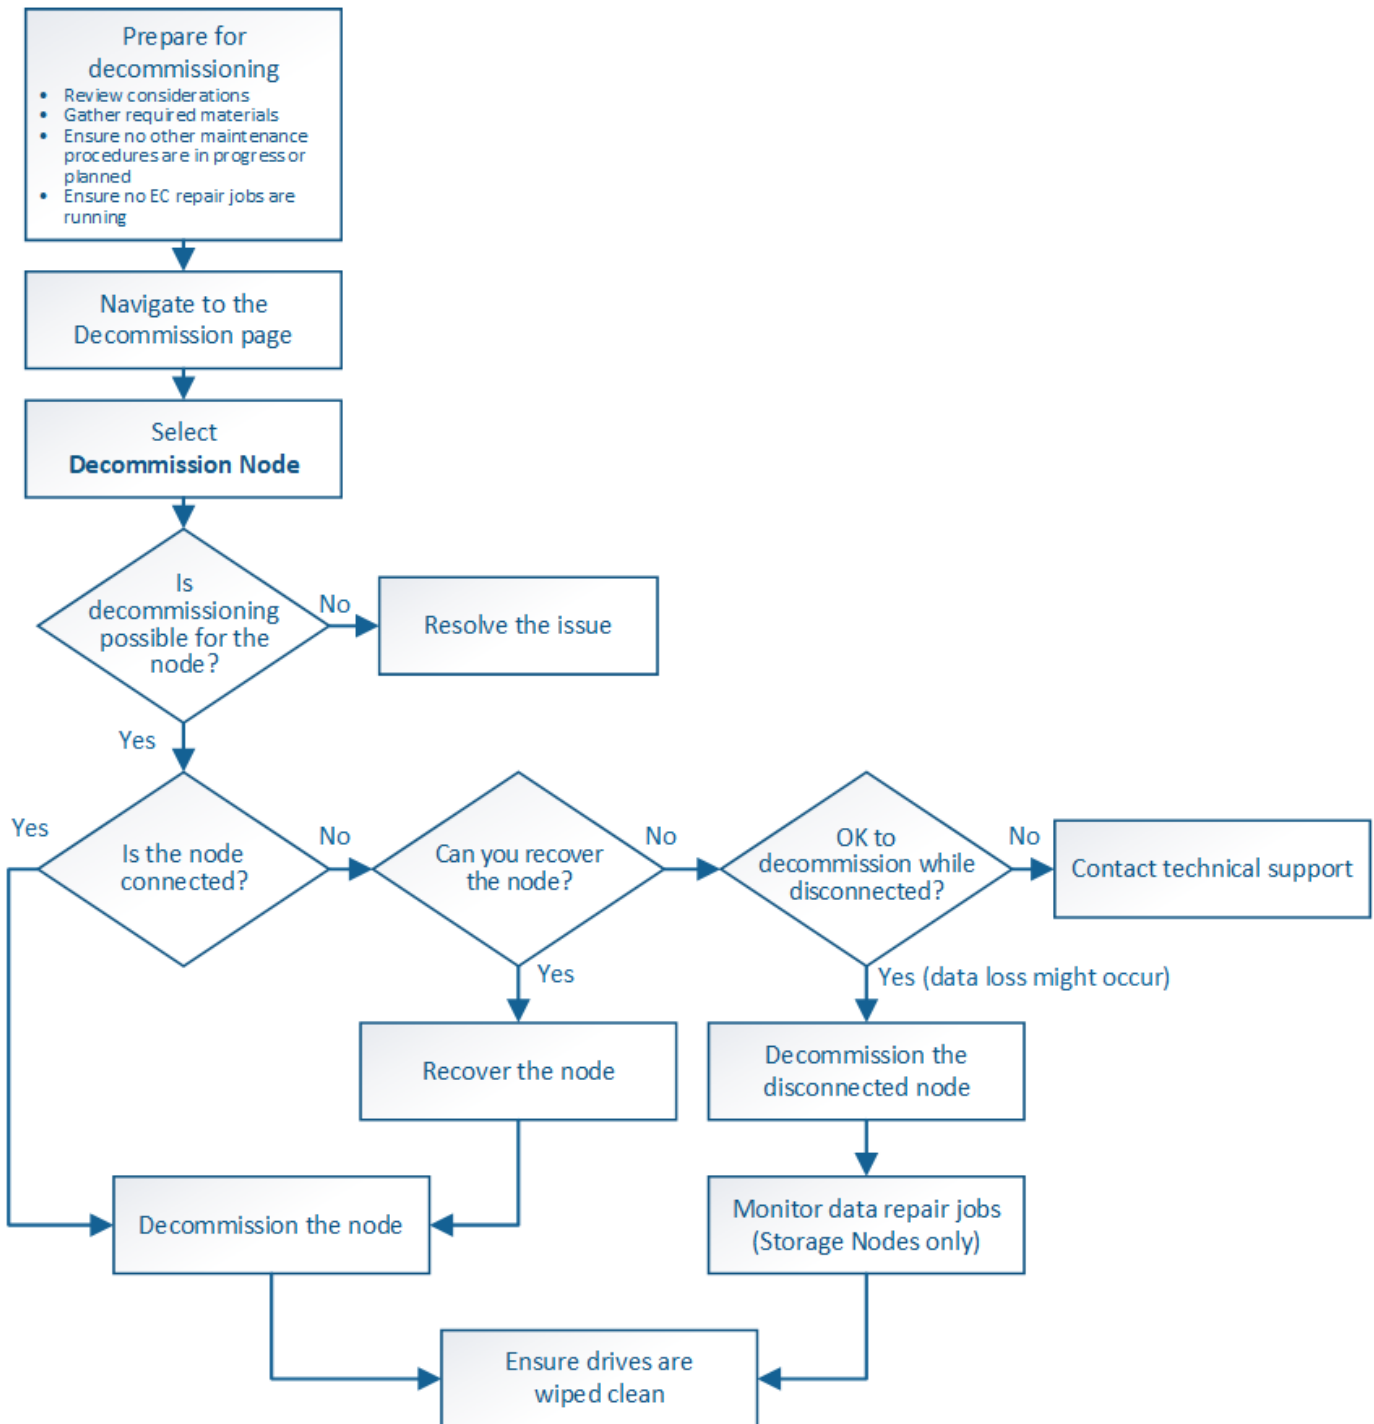 Prepare for
decommissioning
• Review considerations
• Gather required materials
• Ensure no other maintenance
procedures are in progress or
planned
• Ensure no EC repair jobs are
running
Navigate to the
Decommission page
Select
Decommission Node
Is
decommissioning
possible for the
node?
No
Resolve the issue
Yes
Yes
Is the node
connected?
No
Can you recover
the node?
No
OK to
decommission while
disconnected?
No
Contact technical support
Yes
Yes (data loss might occur)
Recover the node
Decommission the
disconnected node
Decommission the node
Monitor data repair jobs
(Storage Nodes only)
Ensure drives are
wiped clean